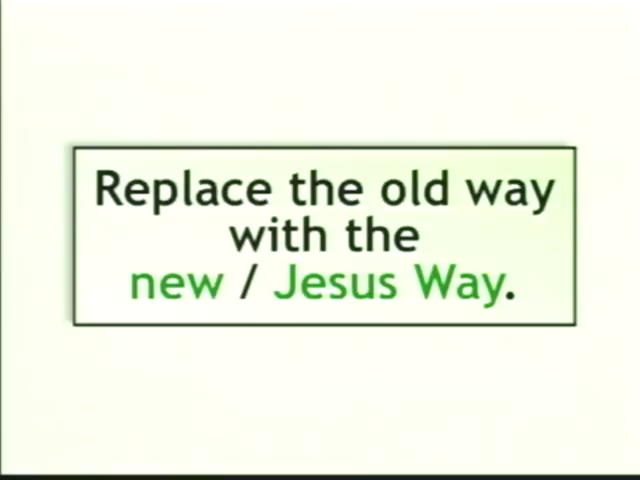 Replace the old way
with the
new / Jesus Way.